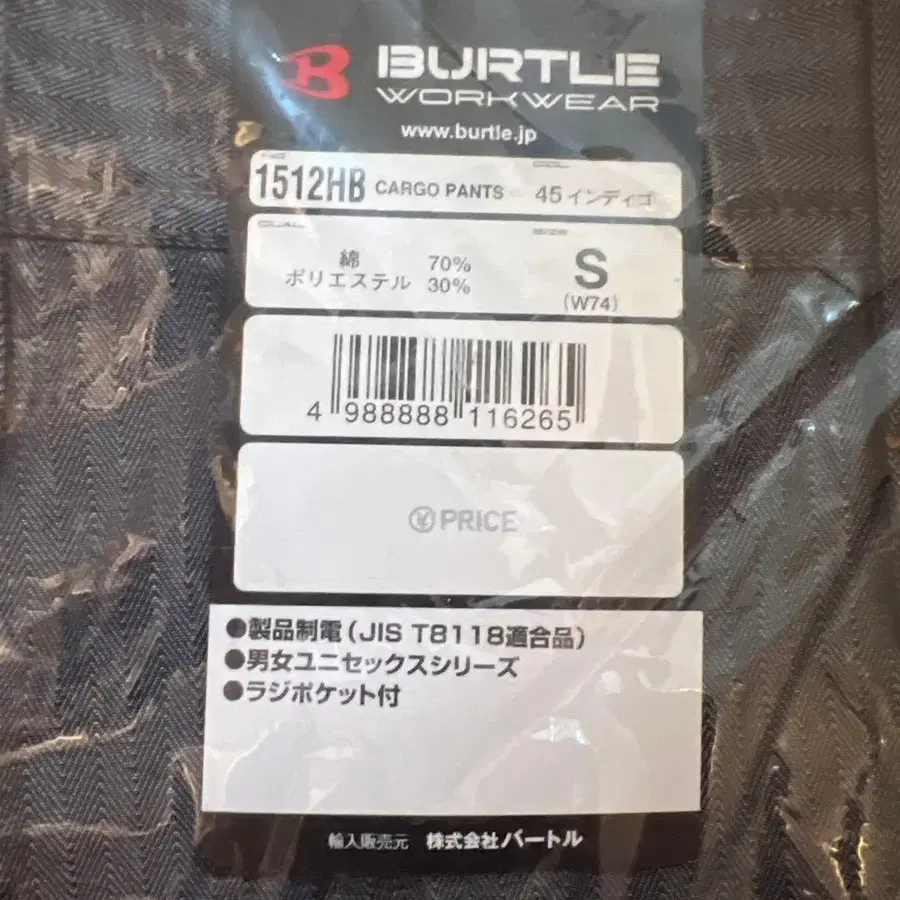 BURTLE
WORKWEAR
www.burtle.jp
1512HB CARGO PANTS 45 インディゴ
綿 70%
ポリエステル 30%
S
(W74)
4 988888 116265
¥ PRICE
●製品制電(JIS T8118適合品)
●男女ユニセックスシリーズ
●ラジポケット付
輸入販売元 株式会社バートル